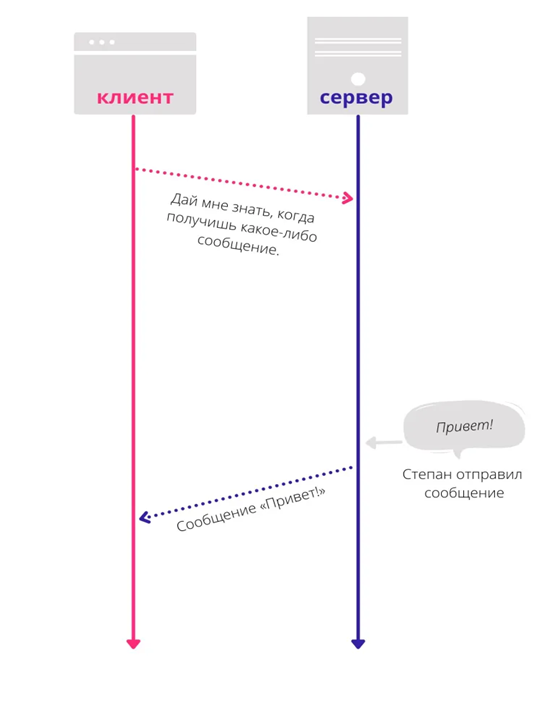 клиент
сервер
Дай мне знать, когда
получишь какое-либо
сообщение.
Привет!
Степан отправил
сообщение
Сообщение «Привет!»